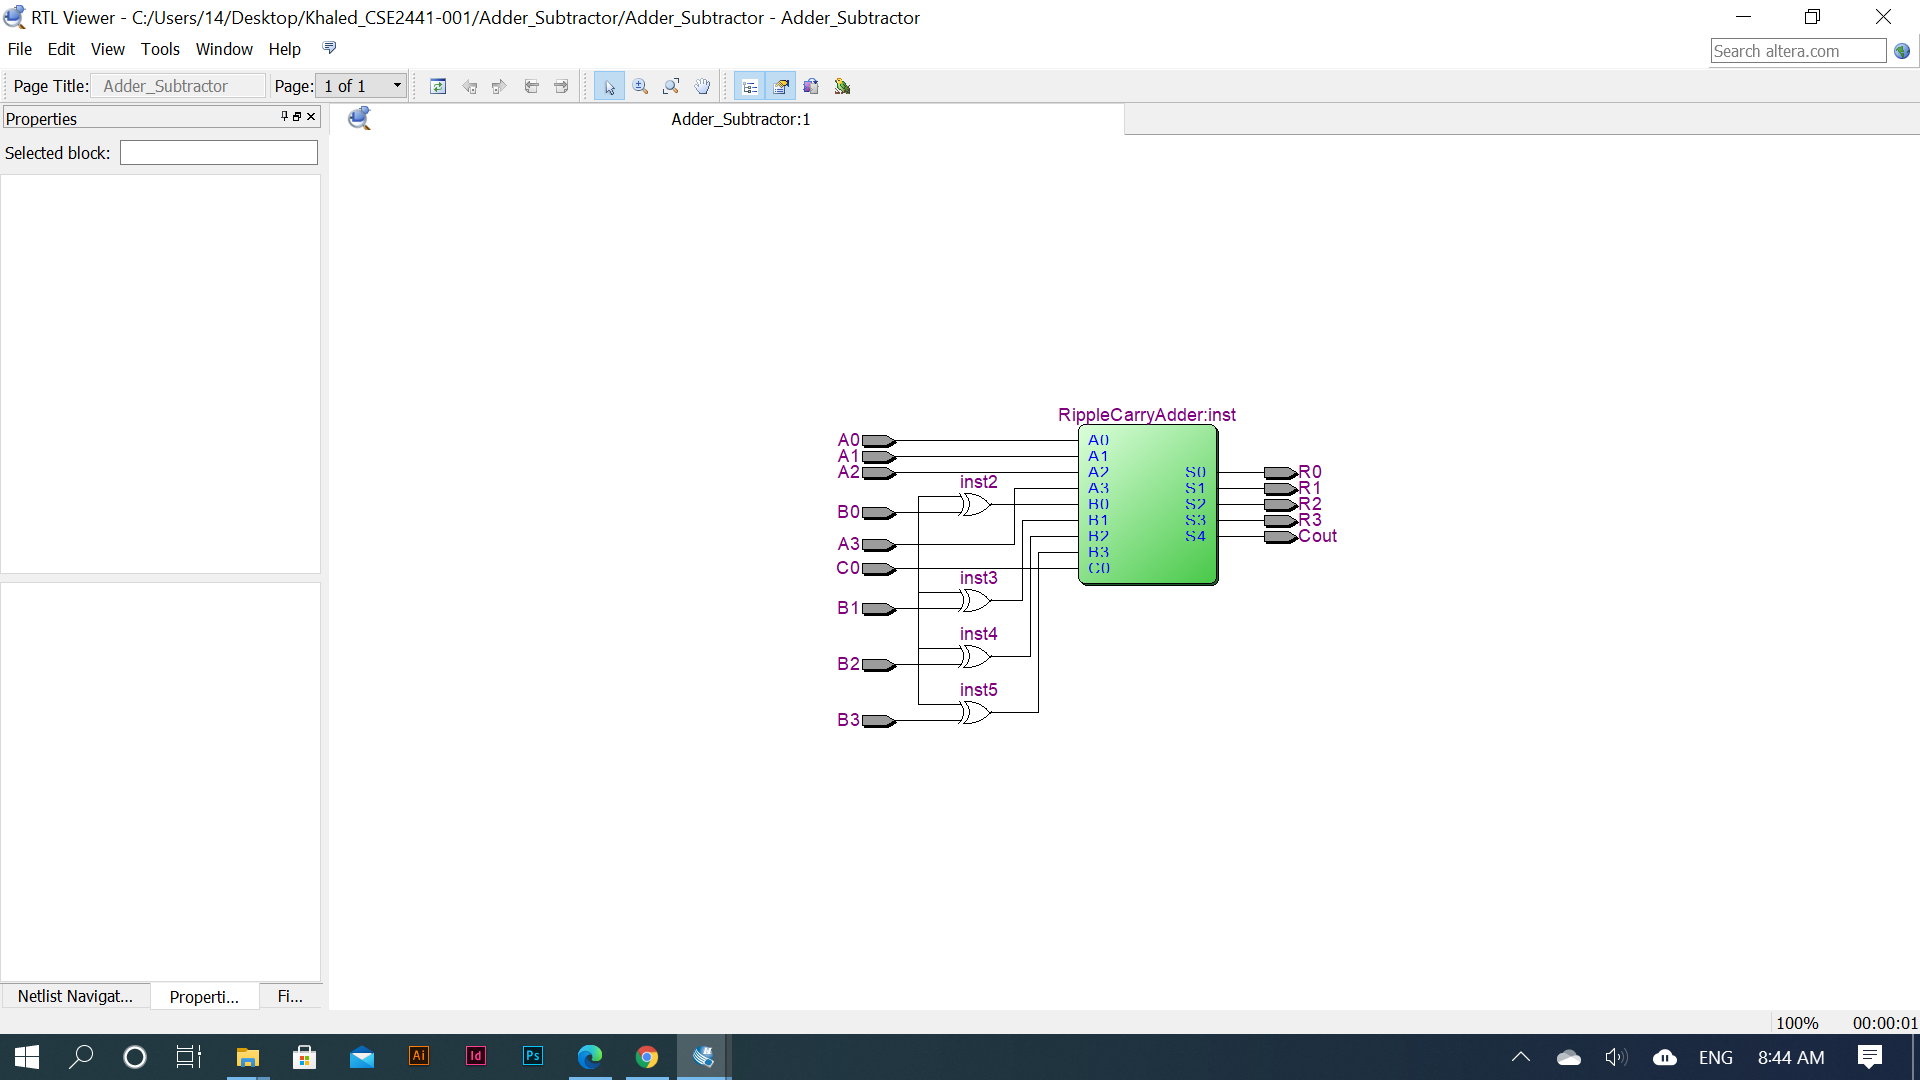 RTL Viewer - C:/Users/14/Desktop/Khaled_CSE2441-001/Adder_Subtractor/Adder_Subtractor - Adder_Subtractor
File Edit View Tools Window Help
Search altera.com
Page Title: Adder_Subtractor Page: 1 of 1
Properties
Adder_Subtractor:1
Selected block:
RippleCarryAdder:inst
A0 A0
A1 A1
A2 A2 S0 R0
inst2
A3 S1 R1
B0 B0 S2 R2
B1 S3 R3
A3 B2 S4 Cout
B3
C0 C0
inst3
B1
inst4
B2
inst5
B3
Netlist Navigat... Properti... Fi...
100% 00:00:01
Ai Id Ps ENG 8:44 AM